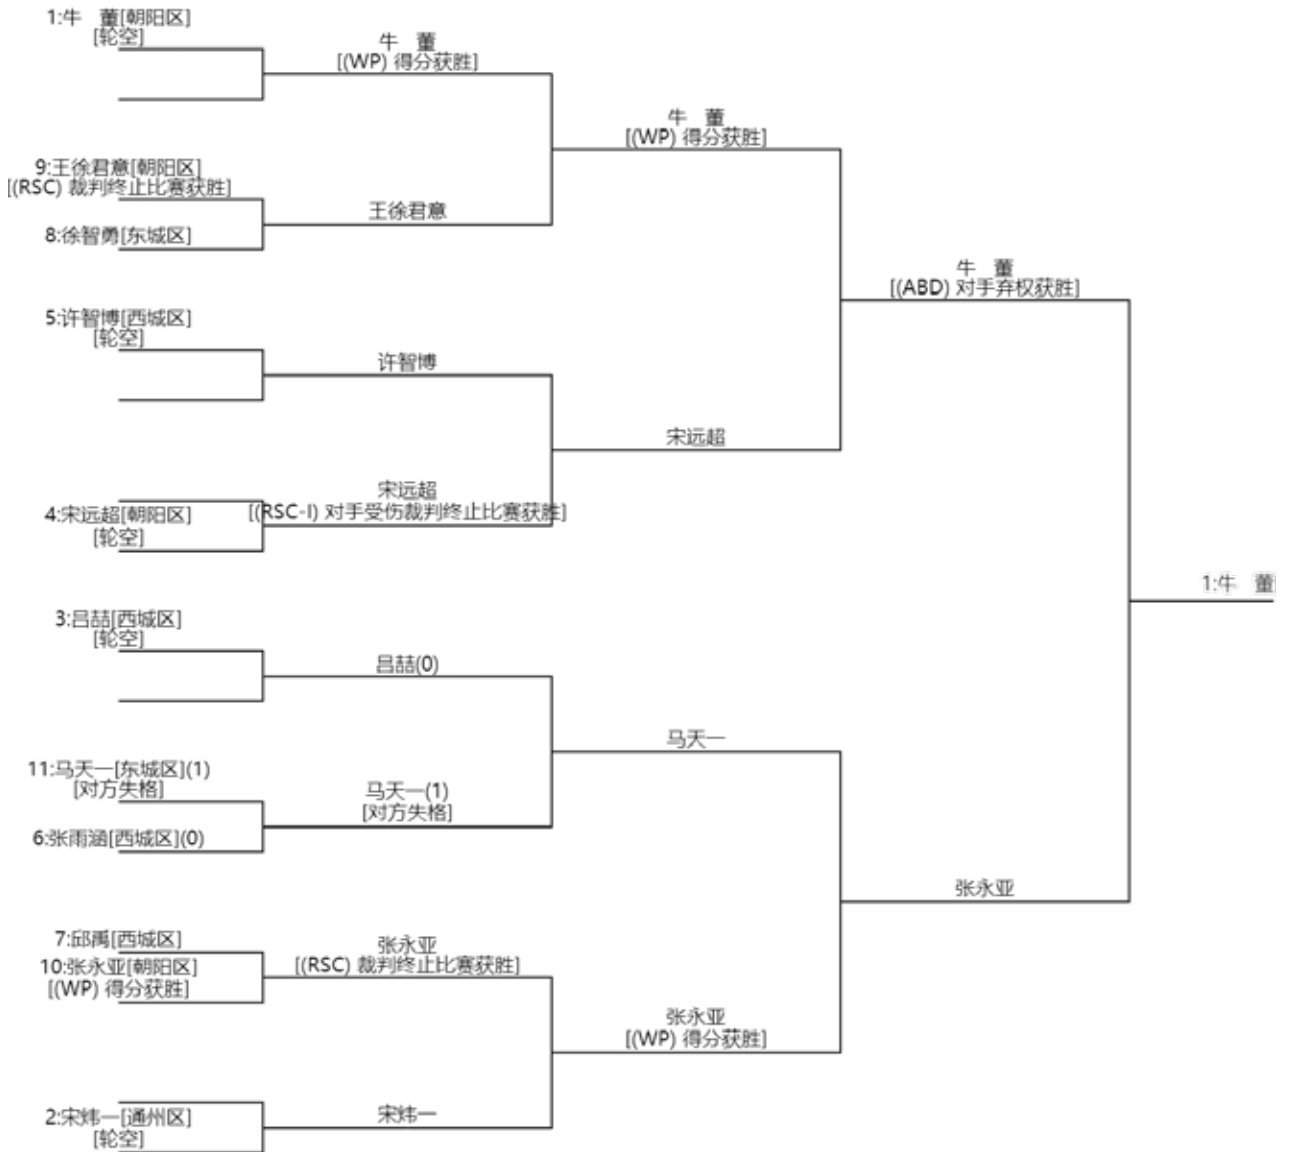 1:牛　董[朝阳区]
[轮空]
牛　董
[(WP) 得分获胜]
牛　董
[(WP) 得分获胜]
9:王徐君意[朝阳区]
[(RSC) 裁判终止比赛获胜]
王徐君意
8:徐智勇[东城区]
牛　董
[(ABD) 对手弃权获胜]
5:许智博[西城区]
[轮空]
许智博
宋远超
宋远超
[(RSC-I) 对手受伤裁判终止比赛获胜]
4:宋远超[朝阳区]
[轮空]
1:牛　董
3:吕喆[西城区]
[轮空]
吕喆(0)
马天一
11:马天一[东城区](1)
[对方失格]
马天一(1)
[对方失格]
6:张雨涵[西城区](0)
张永亚
7:邱禹[西城区]
10:张永亚[朝阳区]
[(WP) 得分获胜]
张永亚
[(RSC) 裁判终止比赛获胜]
张永亚
[(WP) 得分获胜]
2:宋炜一[通州区]
[轮空]
宋炜一